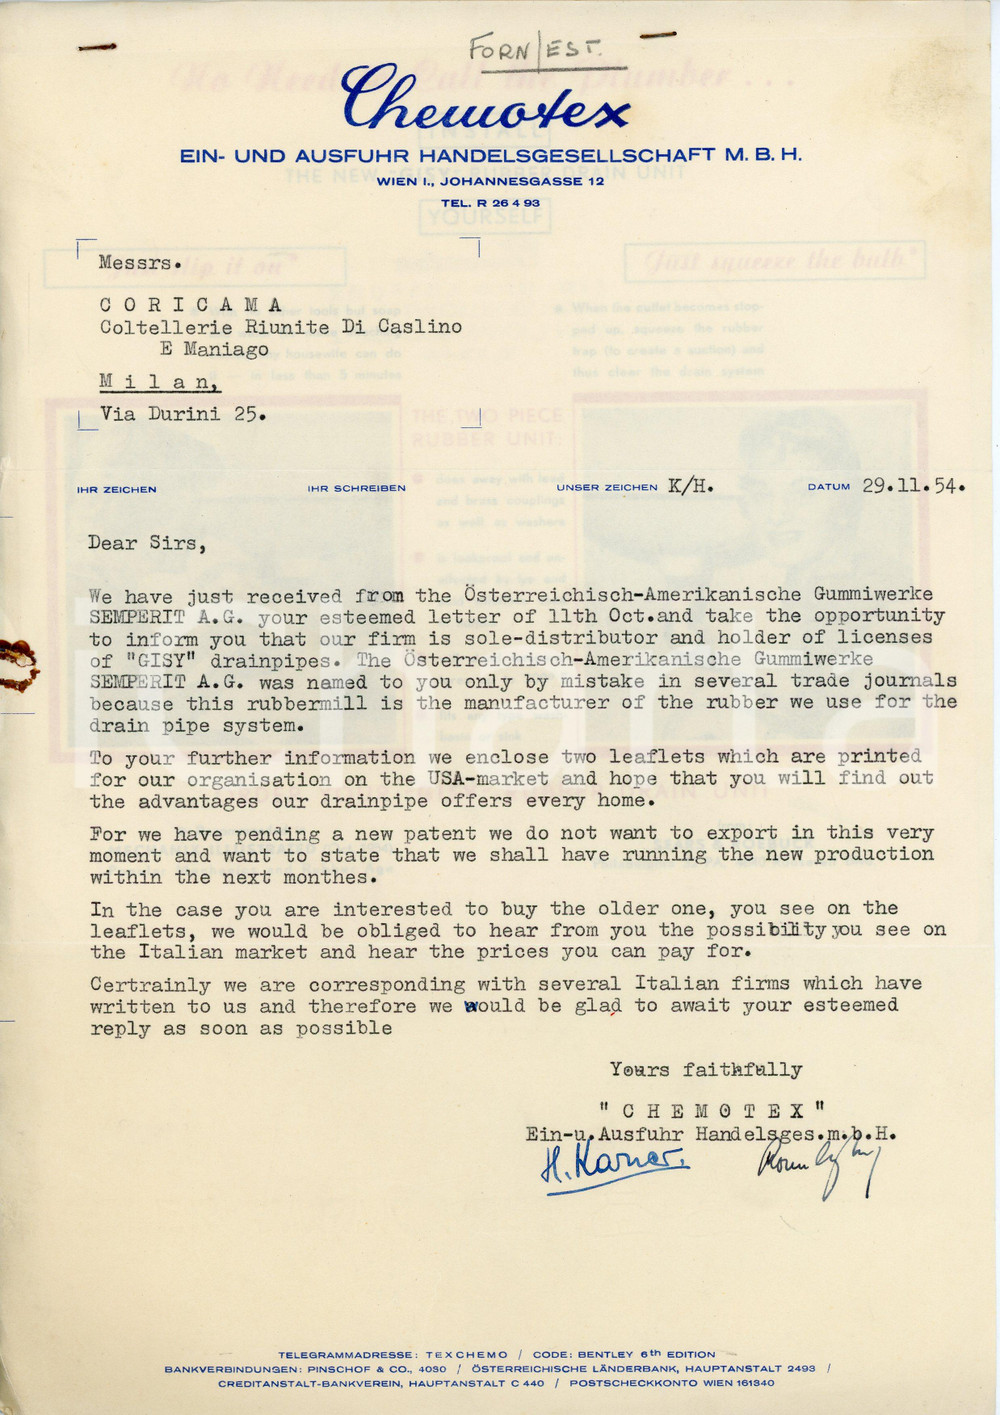 FORN/EST.
Chemotex
EIN- UND AUSFUHR HANDELSGESELLSCHAFT M. B. H.
WIEN I., JOHANNESGASSE 12
TEL. R 26 4 93
Messrs.
C O R I C A M A
Coltellerie Riunite Di Caslino
E Maniago
M i l a n,
Via Durini 25.
IHR ZEICHEN IHR SCHREIBEN UNSER ZEICHEN K/H. DATUM 29.11.54.
Dear Sirs,
We have just received from the Österreichisch-Amerikanische Gummiwerke
SEMPERIT A.G. your esteemed letter of 11th Oct.and take the opportunity
to inform you that our firm is sole-distributor and holder of licenses
of "GISY" drainpipes. The Österreichisch-Amerikanische Gummiwerke
SEMPERIT A.G. was named to you only by mistake in several trade journals
because this rubbermill is the manufacturer of the rubber we use for the
drain pipe system.
To your further information we enclose two leaflets which are printed
for our organisation on the USA-market and hope that you will find out
the advantages our drainpipe offers every home.
For we have pending a new patent we do not want to export in this very
moment and want to state that we shall have running the new production
within the next monthes.
In the case you are interested to buy the older one, you see on the
leaflets, we would be obliged to hear from you the possibility you see on
the Italian market and hear the prices you can pay for.
Certrainly we are corresponding with several Italian firms which have
written to us and therefore we would be glad to await your esteemed
reply as soon as possible
Yours faithfully
" C H E M O T E X "
Ein-u.Ausfuhr Handelsges.m.b.H.
H. Karner.
TELEGRAMMADRESSE: TEXCHEMO / CODE: BENTLEY 6th EDITION
BANKVERBINDUNGEN: PINSCHOF & CO., 4030 / ÖSTERREICHISCHE LÄNDERBANK, HAUPTANSTALT 2493 /
CREDITANSTALT-BANKVEREIN, HAUPTANSTALT C 440 / POSTSCHECKKONTO WIEN 161340